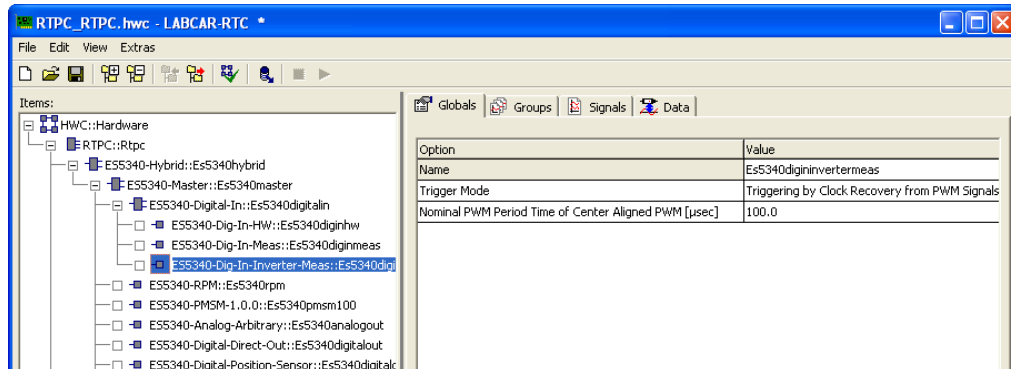 RTPC_RTPC.hwc - LABCAR-RTC *
File Edit View Extras
Items:
HWC::Hardware
RTPC::Rtpc
ES5340-Hybrid::Es5340hybrid
ES5340-Master::Es5340master
ES5340-Digital-In::Es5340digitalin
ES5340-Dig-In-HW::Es5340diginhw
ES5340-Dig-In-Meas::Es5340diginmeas
ES5340-Dig-In-Inverter-Meas::Es5340digi
ES5340-RPM::Es5340rpm
ES5340-PMSM-1.0.0::Es5340pmsm100
ES5340-Analog-Arbitrary::Es5340analogout
ES5340-Digital-Direct-Out::Es5340digitalout
ES5340-Digital-Position-Sensor::Es5340digitalc
Globals Groups Signals Data
Option Value
Name Es5340digininvertermeas
Trigger Mode Triggering by Clock Recovery from PWM Signals
Nominal PWM Period Time of Center Aligned PWM [µsec] 100.0